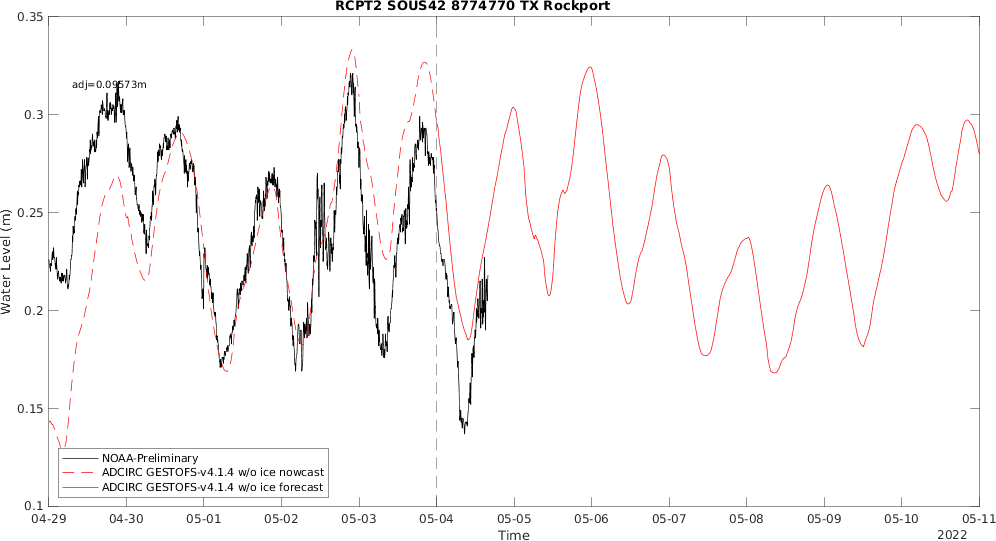 RCPT2 SOUS42 8774770 TX Rockport
0.35
0.3
0.25
0.2
0.15
0.1
Water Level (m)
adj=0.09573m
NOAA-Preliminary
ADCIRC GESTOFS-v4.1.4 w/o ice nowcast
ADCIRC GESTOFS-v4.1.4 w/o ice forecast
04-29 04-30 05-01 05-02 05-03 05-04 05-05 05-06 05-07 05-08 05-09 05-10 05-11
Time
2022